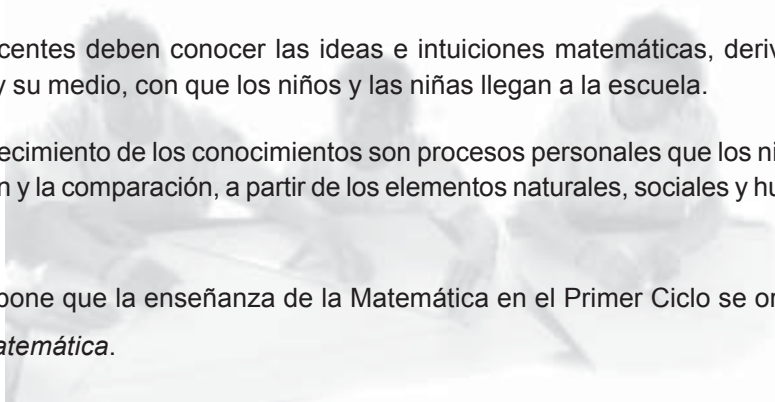 centes deben conocer las ideas e intuiciones matemáticas, deriv
y su medio, con que los niños y las niñas llegan a la escuela.
ecimiento de los conocimientos son procesos personales que los ni
n y la comparación, a partir de los elementos naturales, sociales y hu
pone que la enseñanza de la Matemática en el Primer Ciclo se or
atemática.